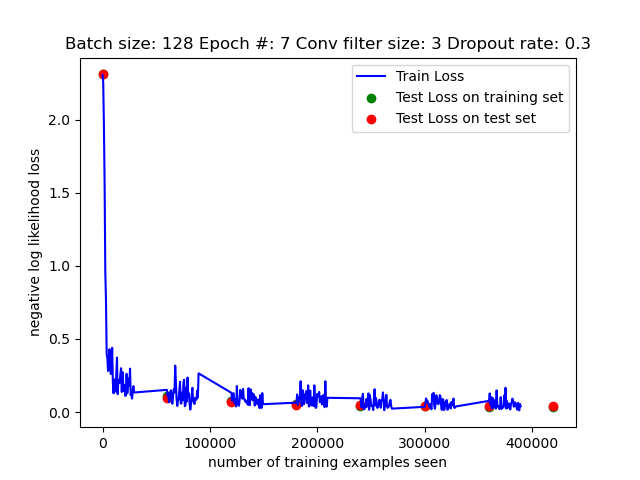 Batch size: 128 Epoch #: 7 Conv filter size: 3 Dropout rate: 0.3
Train Loss
Test Loss on training set
Test Loss on test set
negative log likelihood loss
2.0
1.5
1.0
0.5
0.0
0 100000 200000 300000 400000
number of training examples seen